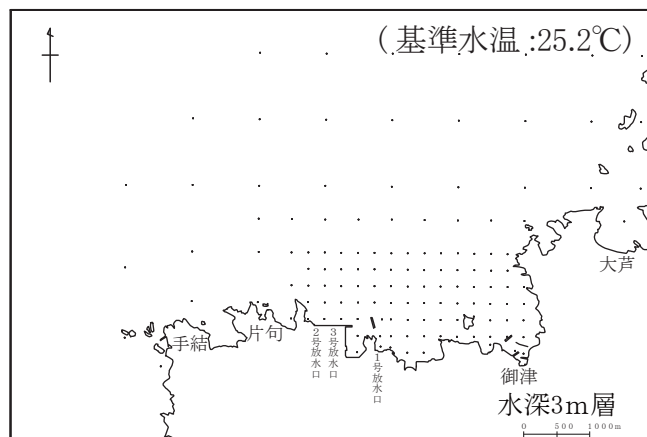 (基準水温:25.2℃)
大芦
手結
片句
2号放水口
3号放水口
1号放水口
御津
水深3m層
0 500 1000m